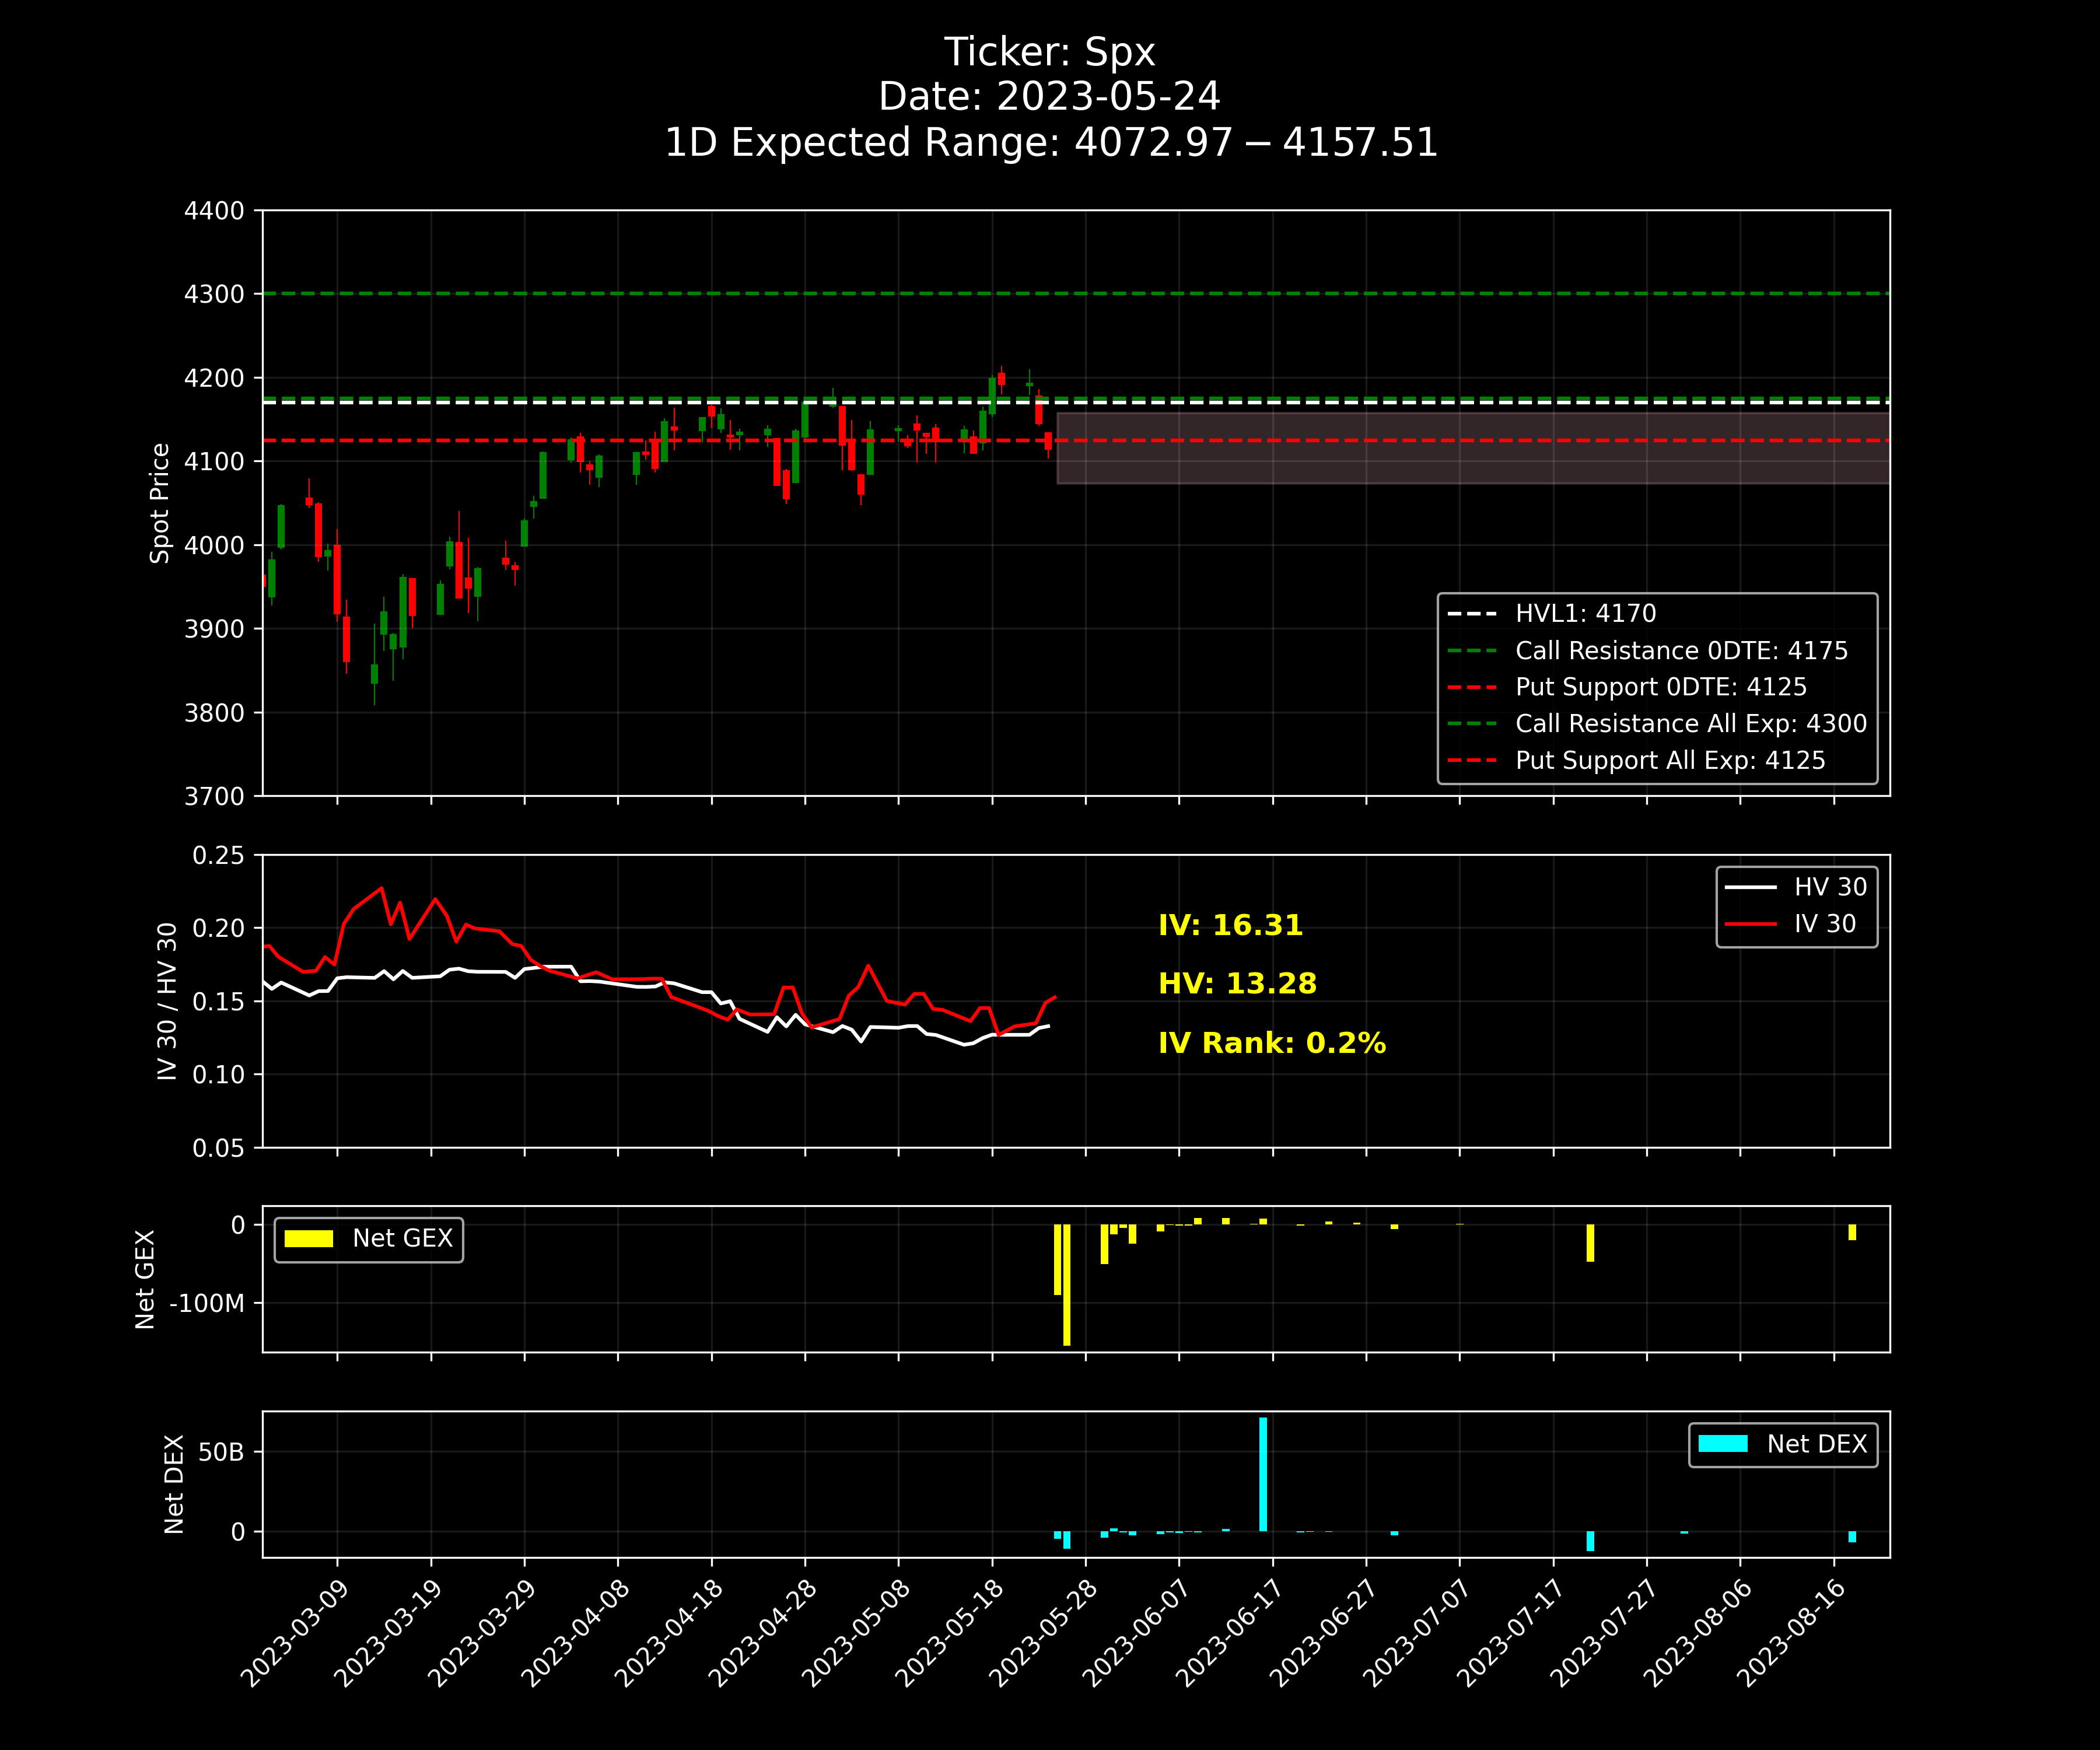 Ticker: Spx
Date: 2023-05-24
1D Expected Range: 4072.97 − 4157.51
4400
4300
4200
4100
4000
3900
3800
3700
Spot Price
HVL1: 4170
Call Resistance 0DTE: 4175
Put Support 0DTE: 4125
Call Resistance All Exp: 4300
Put Support All Exp: 4125
0.25
0.20
0.15
0.10
0.05
IV 30 / HV 30
IV: 16.31
HV: 13.28
IV Rank: 0.2%
HV 30
IV 30
0
-100M
Net GEX
Net GEX
50B
0
Net DEX
Net DEX
2023-03-09
2023-03-19
2023-03-29
2023-04-08
2023-04-18
2023-04-28
2023-05-08
2023-05-18
2023-05-28
2023-06-07
2023-06-17
2023-06-27
2023-07-07
2023-07-17
2023-07-27
2023-08-06
2023-08-16